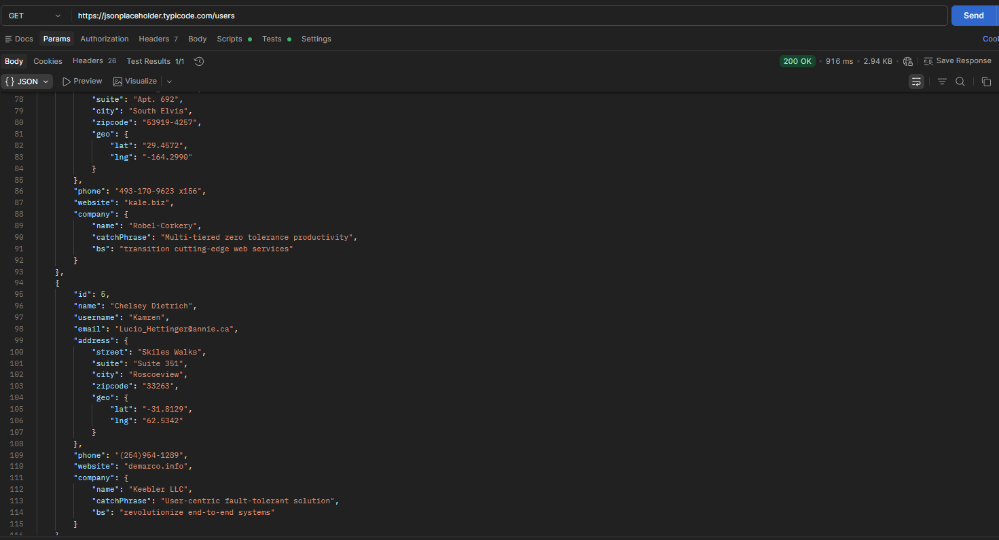 GET https://jsonplaceholder.typicode.com/users Send
Docs Params Authorization Headers 7 Body Scripts Tests Settings Cool
Body Cookies Headers 26 Test Results 1/1 200 OK 916 ms 2.94 KB e.g. Save Response
{} JSON Preview Visualize
78 "suite": "Apt. 692",
79 "city": "South Elvis",
80 "zipcode": "53919-4257",
81 "geo": {
82 "lat": "29.4572",
83 "lng": "-164.2990"
84 }
85 },
86 "phone": "493-170-9623 x156",
87 "website": "kale.biz",
88 "company": {
89 "name": "Robel-Corkery",
90 "catchPhrase": "Multi-tiered zero tolerance productivity",
91 "bs": "transition cutting-edge web services"
92 }
93 },
94 {
95 "id": 5,
96 "name": "Chelsey Dietrich",
97 "username": "Kamren",
98 "email": "Lucio_Hettinger@annie.ca",
99 "address": {
100 "street": "Skiles Walks",
101 "suite": "Suite 351",
102 "city": "Roscoeview",
103 "zipcode": "33263",
104 "geo": {
105 "lat": "-31.8129",
106 "lng": "62.5342"
107 }
108 },
109 "phone": "(254)954-1289",
110 "website": "demarco.info",
111 "company": {
112 "name": "Keebler LLC",
113 "catchPhrase": "User-centric fault-tolerant solution",
114 "bs": "revolutionize end-to-end systems"
115 }